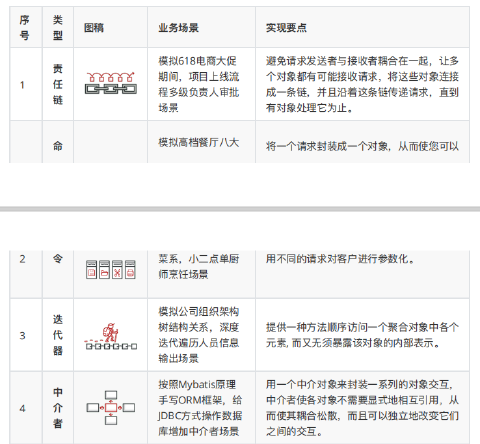 序号 类型 图稿 业务场景 实现要点
1 责任链 模拟618电商大促
期间，项目上线流
程多级负责人审批
场景
避免请求发送者与接收者耦合在一起，让多
个对象都有可能接收请求，将这些对象连接
成一条链，并且沿着这条链传递请求，直到
有对象处理它为止。
命 模拟高档餐厅八大 将一个请求封装成一个对象，从而使您可以
2 令 菜系，小二点单厨
师烹饪场景
用不同的请求对客户进行参数化。
3 迭代器 模拟公司组织架构
树结构关系，深度
迭代遍历人员信息
输出场景
提供一种方法顺序访问一个聚合对象中各个
元素, 而又无须暴露该对象的内部表示。
4 中介者 按照Mybatis原理
手写ORM框架，给
JDBC方式操作数据
库增加中介者场景
用一个中介对象来封装一系列的对象交互，
中介者使各对象不需要显式地相互引用，从
而使其耦合松散，而且可以独立地改变它们
之间的交互。